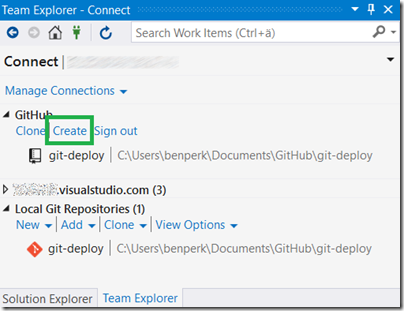 Team Explorer - Connect
Search Work Items (Ctrl+ä)
Connect
Manage Connections
GitHub
Clone Create Sign out
git-deploy C:\Users\benperk\Documents\GitHub\git-deploy
.visualstudio.com (3)
Local Git Repositories (1)
New Add Clone View Options
git-deploy C:\Users\benperk\Documents\GitHub\git-deploy
Solution Explorer Team Explorer